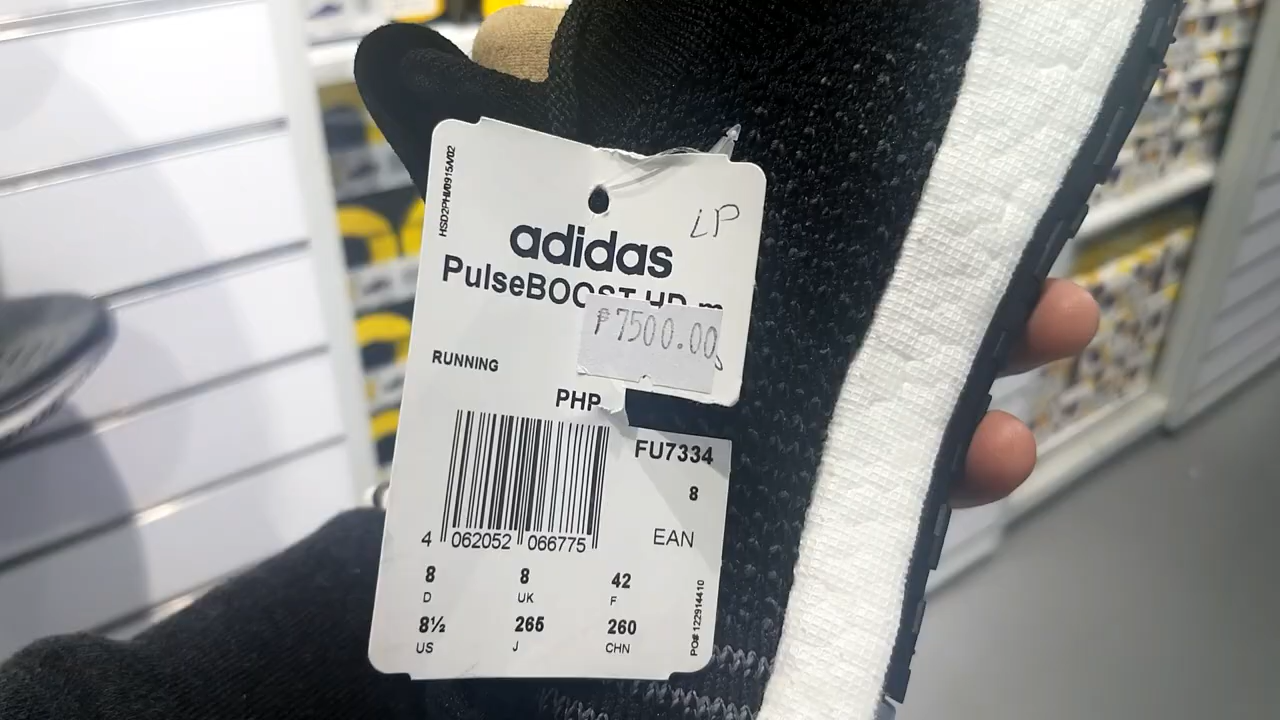 LP
adidas
PulseBOOST HD m
₱7500.00
RUNNING
PHP
FU7334
8
EAN
4 062052 066775
8 8 42
D UK F
8½ 265 260
US J CHN
PO# 122914410